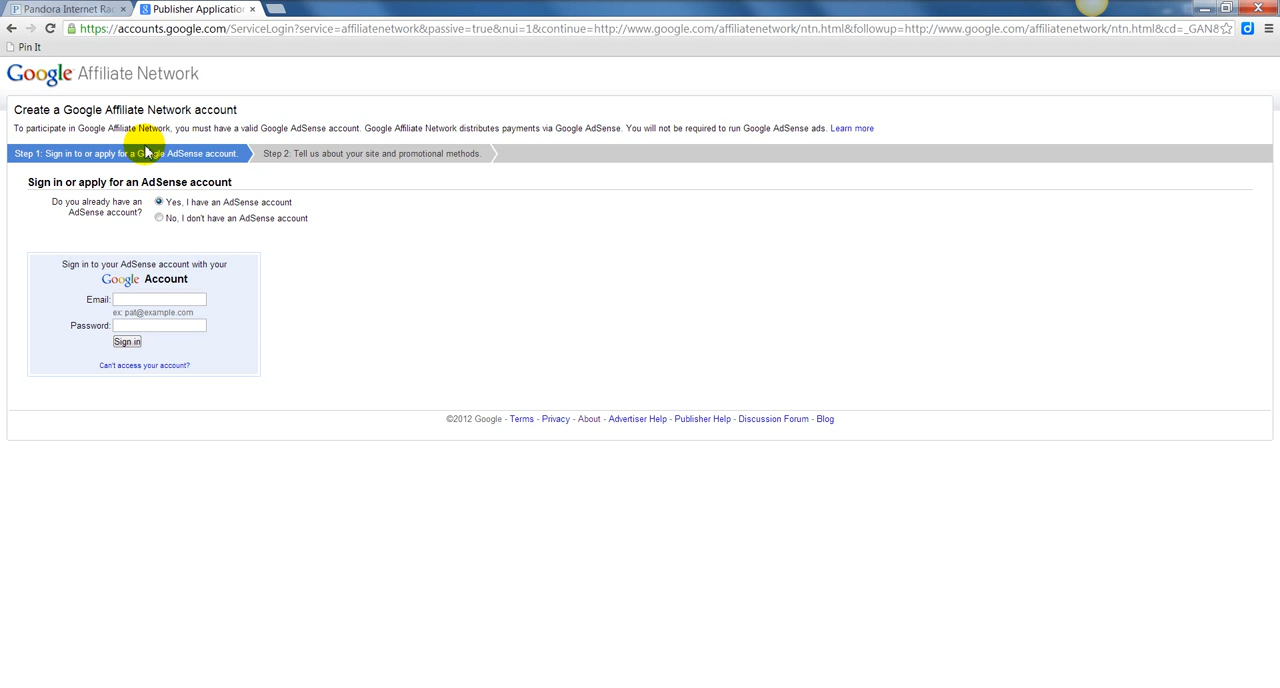 Pandora Internet Ra
Publisher Application
https://accounts.google.com/ServiceLogin?service=affiliatenetwork&passive=true&nui=1&continue=http://www.google.com/affiliatenetwork/ntn.html&followup=http://www.google.com/affiliatenetwork/ntn.html&cd=_GAN8
Pin It
Google Affiliate Network
Create a Google Affiliate Network account
To participate in Google Affiliate Network, you must have a valid Google AdSense account. Google Affiliate Network distributes payments via Google AdSense. You will not be required to run Google AdSense ads. Learn more
Step 1: Sign in to or apply for a Google AdSense account.
Step 2: Tell us about your site and promotional methods.
Sign in or apply for an AdSense account
Do you already have an
AdSense account?
Yes, I have an AdSense account
No, I don't have an AdSense account
Sign in to your AdSense account with your
Google Account
Email:
ex: pat@example.com
Password:
Sign in
Can't access your account?
©2012 Google - Terms - Privacy - About - Advertiser Help - Publisher Help - Discussion Forum - Blog